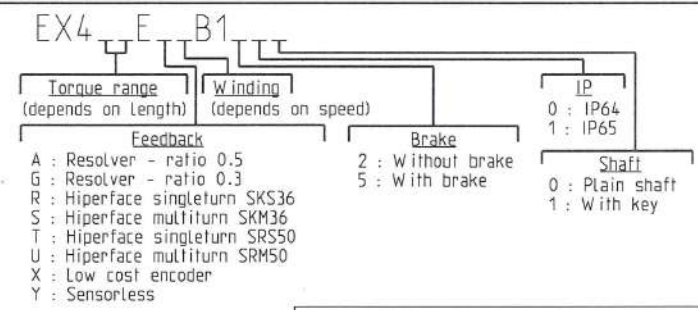 EX4__E__B1___
Torque range
(depends on length)
Winding
(depends on speed)
Feedback
A : Resolver - ratio 0.5
G : Resolver - ratio 0.3
R : Hiperface singleturn SKS36
S : Hiperface multiturn SKM36
T : Hiperface singleturn SRS50
U : Hiperface multiturn SRM50
X : Low cost encoder
Y : Sensorless
Brake
2 : Without brake
5 : With brake
IP
0 : IP64
1 : IP65
Shaft
0 : Plain shaft
1 : With key